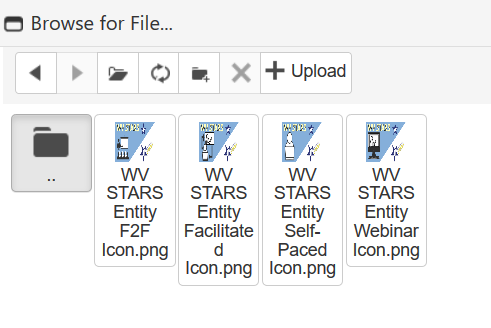 Browse for File...
Upload
..
WV
STARS
Entity
F2F
Icon.png
WV
STARS
Entity
Facilitate
d
Icon.png
WV
STARS
Entity
Self-
Paced
Icon.png
WV
STARS
Entity
Webinar
Icon.png